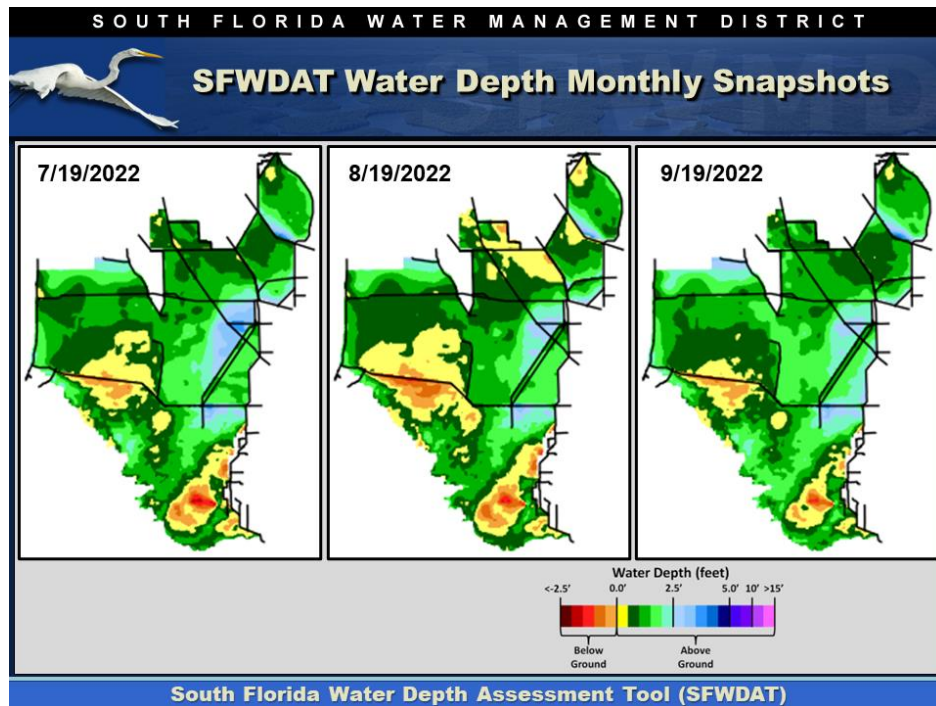 SOUTH FLORIDA WATER MANAGEMENT DISTRICT
SFWDAT Water Depth Monthly Snapshots
7/19/2022
8/19/2022
9/19/2022
Water Depth (feet)
<-2.5' 0.0' 2.5' 5.0' 10' >15'
Below Ground
Above Ground
South Florida Water Depth Assessment Tool (SFWDAT)